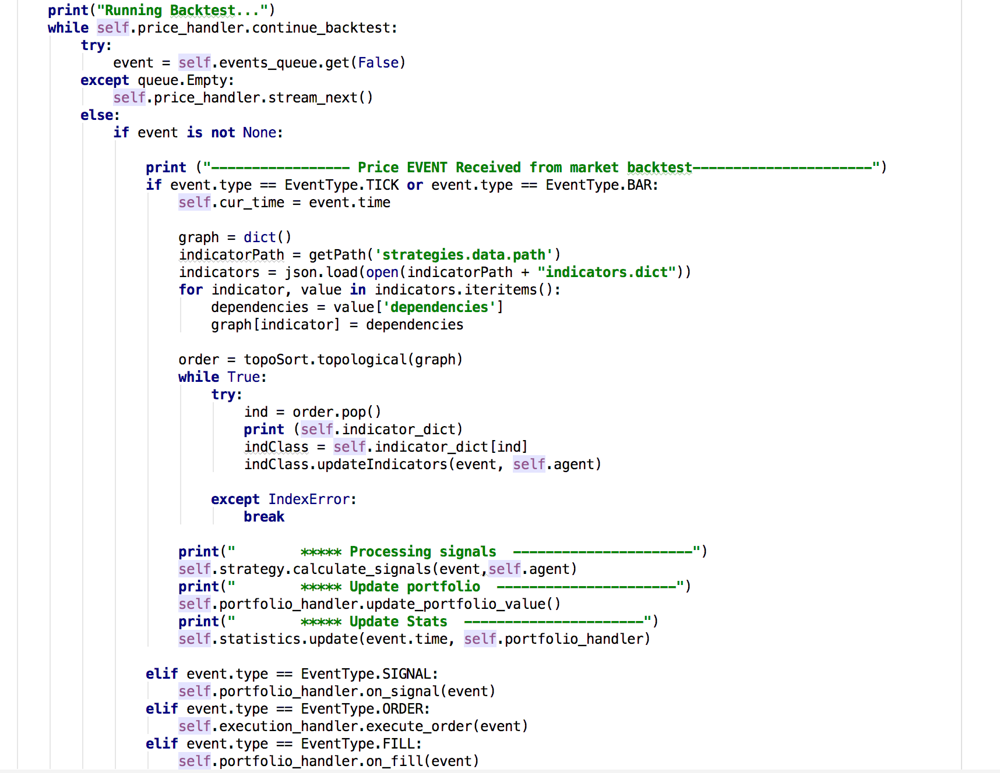 print("Running Backtest...")
while self.price_handler.continue_backtest:
    try:
        event = self.events_queue.get(False)
    except queue.Empty:
        self.price_handler.stream_next()
    else:
        if event is not None:

            print ("----------------- Price EVENT Received from market backtest----------------------")
            if event.type == EventType.TICK or event.type == EventType.BAR:
                self.cur_time = event.time

                graph = dict()
                indicatorPath = getPath('strategies.data.path')
                indicators = json.load(open(indicatorPath + "indicators.dict"))
                for indicator, value in indicators.iteritems():
                    dependencies = value['dependencies']
                    graph[indicator] = dependencies

                order = topoSort.topological(graph)
                while True:
                    try:
                        ind = order.pop()
                        print (self.indicator_dict)
                        indClass = self.indicator_dict[ind]
                        indClass.updateIndicators(event, self.agent)

                    except IndexError:
                        break

                print("        ***** Processing signals  ----------------------")
                self.strategy.calculate_signals(event,self.agent)
                print("        ***** Update portfolio  ----------------------")
                self.portfolio_handler.update_portfolio_value()
                print("        ***** Update Stats  ----------------------")
                self.statistics.update(event.time, self.portfolio_handler)

            elif event.type == EventType.SIGNAL:
                self.portfolio_handler.on_signal(event)
            elif event.type == EventType.ORDER:
                self.execution_handler.execute_order(event)
            elif event.type == EventType.FILL:
                self.portfolio_handler.on_fill(event)